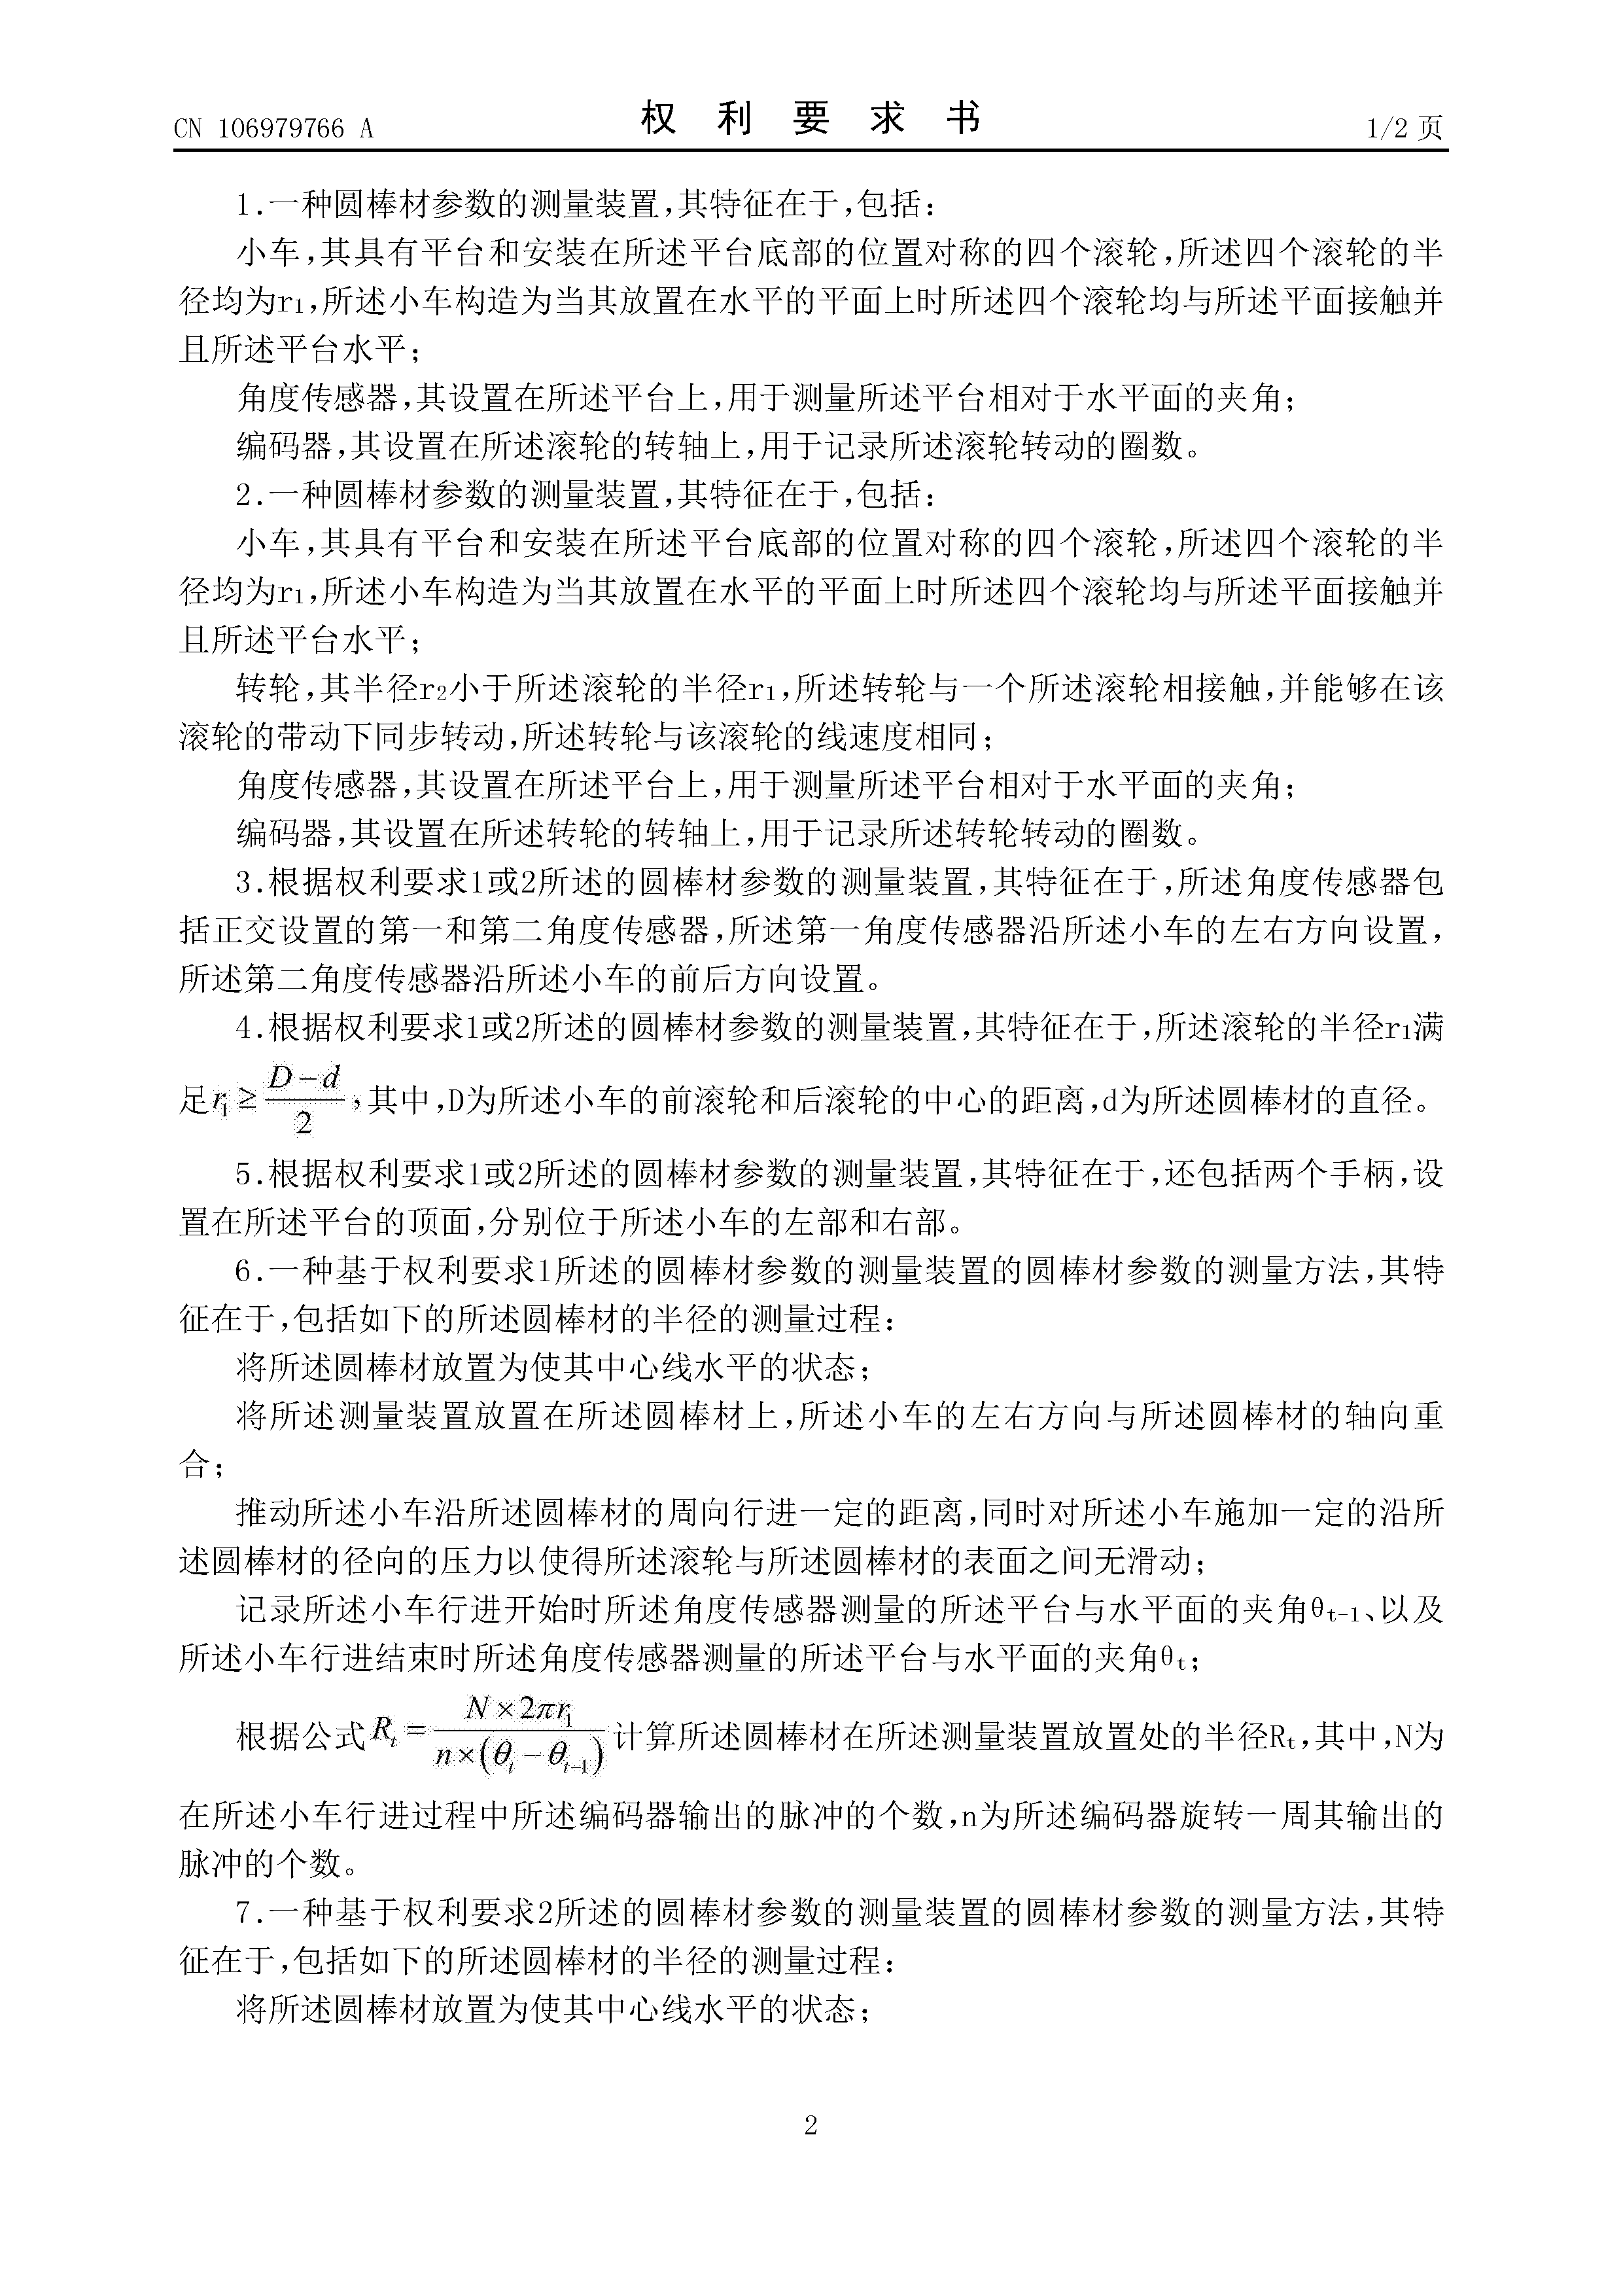 CN 106979766 A
权 利 要 求 书
1/2 页
1.一种圆棒材参数的测量装置,其特征在于,包括:
小车,其具有平台和安装在所述平台底部的位置对称的四个滚轮,所述四个滚轮的半
径均为r1,所述小车构造为当其放置在水平的平面上时所述四个滚轮均与所述平面接触并
且所述平台水平;
角度传感器,其设置在所述平台上,用于测量所述平台相对于水平面的夹角;
编码器,其设置在所述滚轮的转轴上,用于记录所述滚轮转动的圈数。
2.一种圆棒材参数的测量装置,其特征在于,包括:
小车,其具有平台和安装在所述平台底部的位置对称的四个滚轮,所述四个滚轮的半
径均为r1,所述小车构造为当其放置在水平的平面上时所述四个滚轮均与所述平面接触并
且所述平台水平;
转轮,其半径r2小于所述滚轮的半径r1,所述转轮与一个所述滚轮相接触,并能够在该
滚轮的带动下同步转动,所述转轮与该滚轮的线速度相同;
角度传感器,其设置在所述平台上,用于测量所述平台相对于水平面的夹角;
编码器,其设置在所述转轮的转轴上,用于记录所述转轮转动的圈数。
3.根据权利要求1或2所述的圆棒材参数的测量装置,其特征在于,所述角度传感器包
括正交设置的第一和第二角度传感器,所述第一角度传感器沿所述小车的左右方向设置,
所述第二角度传感器沿所述小车的前后方向设置。
4.根据权利要求1或2所述的圆棒材参数的测量装置,其特征在于,所述滚轮的半径r1满
足r1≥(D-d)/2,其中,D为所述小车的前滚轮和后滚轮的中心的距离,d为所述圆棒材的直径。
5.根据权利要求1或2所述的圆棒材参数的测量装置,其特征在于,还包括两个手柄,设
置在所述平台的顶面,分别位于所述小车的左部和右部。
6.一种基于权利要求1所述的圆棒材参数的测量装置的圆棒材参数的测量方法,其特
征在于,包括如下的所述圆棒材的半径的测量过程:
将所述圆棒材放置为使其中心线水平的状态;
将所述测量装置放置在所述圆棒材上,所述小车的左右方向与所述圆棒材的轴向重
合;
推动所述小车沿所述圆棒材的周向行进一定的距离,同时对所述小车施加一定的沿所
述圆棒材的径向的压力以使得所述滚轮与所述圆棒材的表面之间无滑动;
记录所述小车行进开始时所述角度传感器测量的所述平台与水平面的夹角θt-1、以及
所述小车行进结束时所述角度传感器测量的所述平台与水平面的夹角θt;
根据公式Rt=(N×2πr1)/(n×(θt-θt-1))计算所述圆棒材在所述测量装置放置处的半径Rt,其中,N为
在所述小车行进过程中所述编码器输出的脉冲的个数,n为所述编码器旋转一周其输出的
脉冲的个数。
7.一种基于权利要求2所述的圆棒材参数的测量装置的圆棒材参数的测量方法,其特
征在于,包括如下的所述圆棒材的半径的测量过程:
将所述圆棒材放置为使其中心线水平的状态;
2